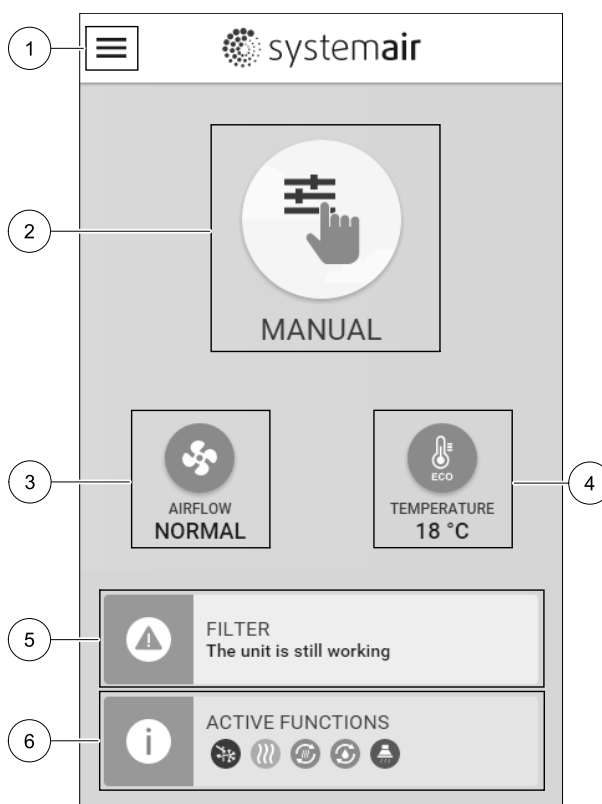 1
systemair
2
MANUAL
3
4
AIRFLOW
NORMAL
ECO
TEMPERATURE
18 °C
5
FILTER
The unit is still working
6
ACTIVE FUNCTIONS